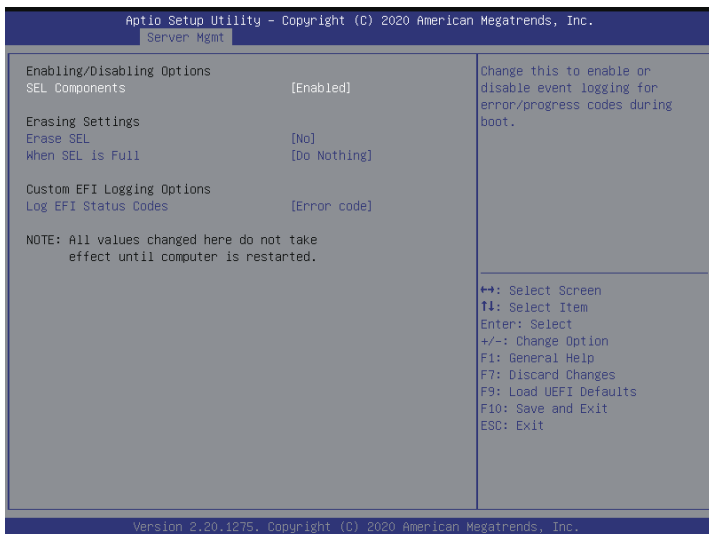 Aptio Setup Utility – Copyright (C) 2020 American Megatrends, Inc.
Server Mgmt
Enabling/Disabling Options
SEL Components [Enabled]
Erasing Settings
Erase SEL [No]
When SEL is Full [Do Nothing]
Custom EFI Logging Options
Log EFI Status Codes [Error code]
NOTE: All values changed here do not take
effect until computer is restarted.
Change this to enable or
disable event logging for
error/progress codes during
boot.
↔: Select Screen
↑↓: Select Item
Enter: Select
+/-: Change Option
F1: General Help
F7: Discard Changes
F9: Load UEFI Defaults
F10: Save and Exit
ESC: Exit
Version 2.20.1275. Copyright (C) 2020 American Megatrends, Inc.